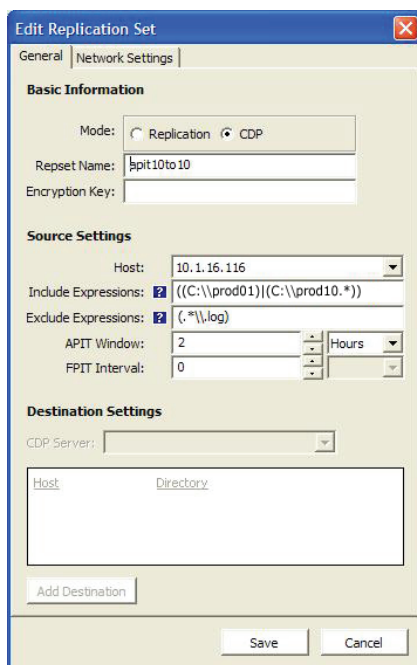 Edit Replication Set
General Network Settings
Basic Information
Mode: Replication CDP
Repset Name: apit10to10
Encryption Key:
Source Settings
Host: 10.1.16.116
Include Expressions: ? ((C:\\prod01)|(C:\\prod10.*))
Exclude Expressions: ? (.*\\.log)
APIT Window: 2 Hours
FPIT Interval: 0
Destination Settings
CDP Server:
Host Directory
Add Destination
Save Cancel